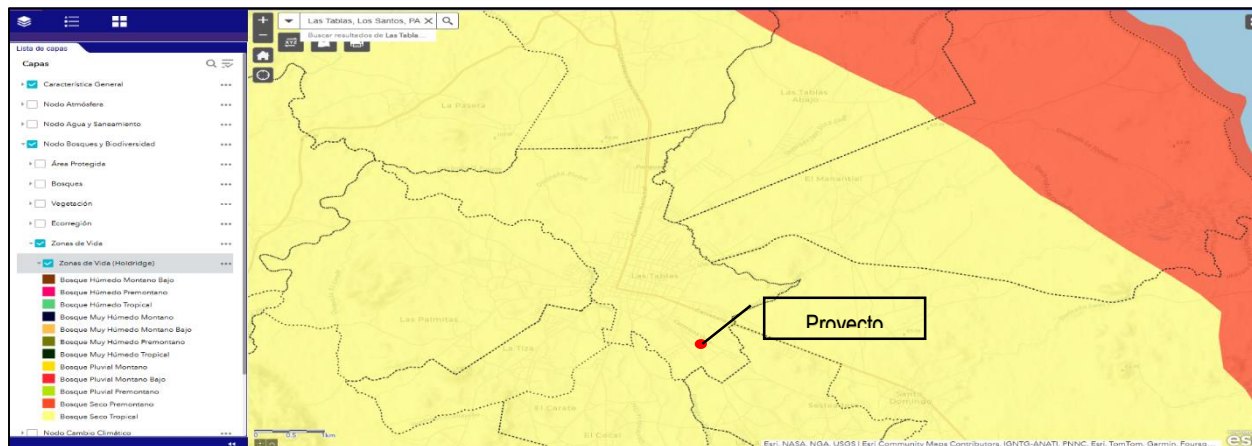 Las Tablas, Los Santos, PA
Buscar resultados de Las Tabla...
Lista de capas
Capas
Característica General
Nodo Atmósfera
Nodo Agua y Saneamiento
Nodo Bosques y Biodiversidad
Área Protegida
Bosques
Vegetación
Ecorregión
Zonas de Vida
Zonas de Vida (Holdridge)
Bosque Húmedo Montano Bajo
Bosque Húmedo Premontano
Bosque Húmedo Tropical
Bosque Muy Húmedo Montano
Bosque Muy Húmedo Montano Bajo
Bosque Muy Húmedo Premontano
Bosque Muy Húmedo Tropical
Bosque Pluvial Montano
Bosque Pluvial Montano Bajo
Bosque Pluvial Premontano
Bosque Seco Premontano
Bosque Seco Tropical
Nodo Cambio Climático
Las Tablas
Abajo
El Manantial
Las Tablas
Proyecto
Las Palmitas
La Tiza
El Carate
El Cocal
Sesteadero
Santo
Domingo
0 0.5 1km
Esri, NASA, NGA, USGS | Esri Community Maps Contributors, IGNTG-ANATI, PNNC, Esri, TomTom, Garmin, Foursq...
esri